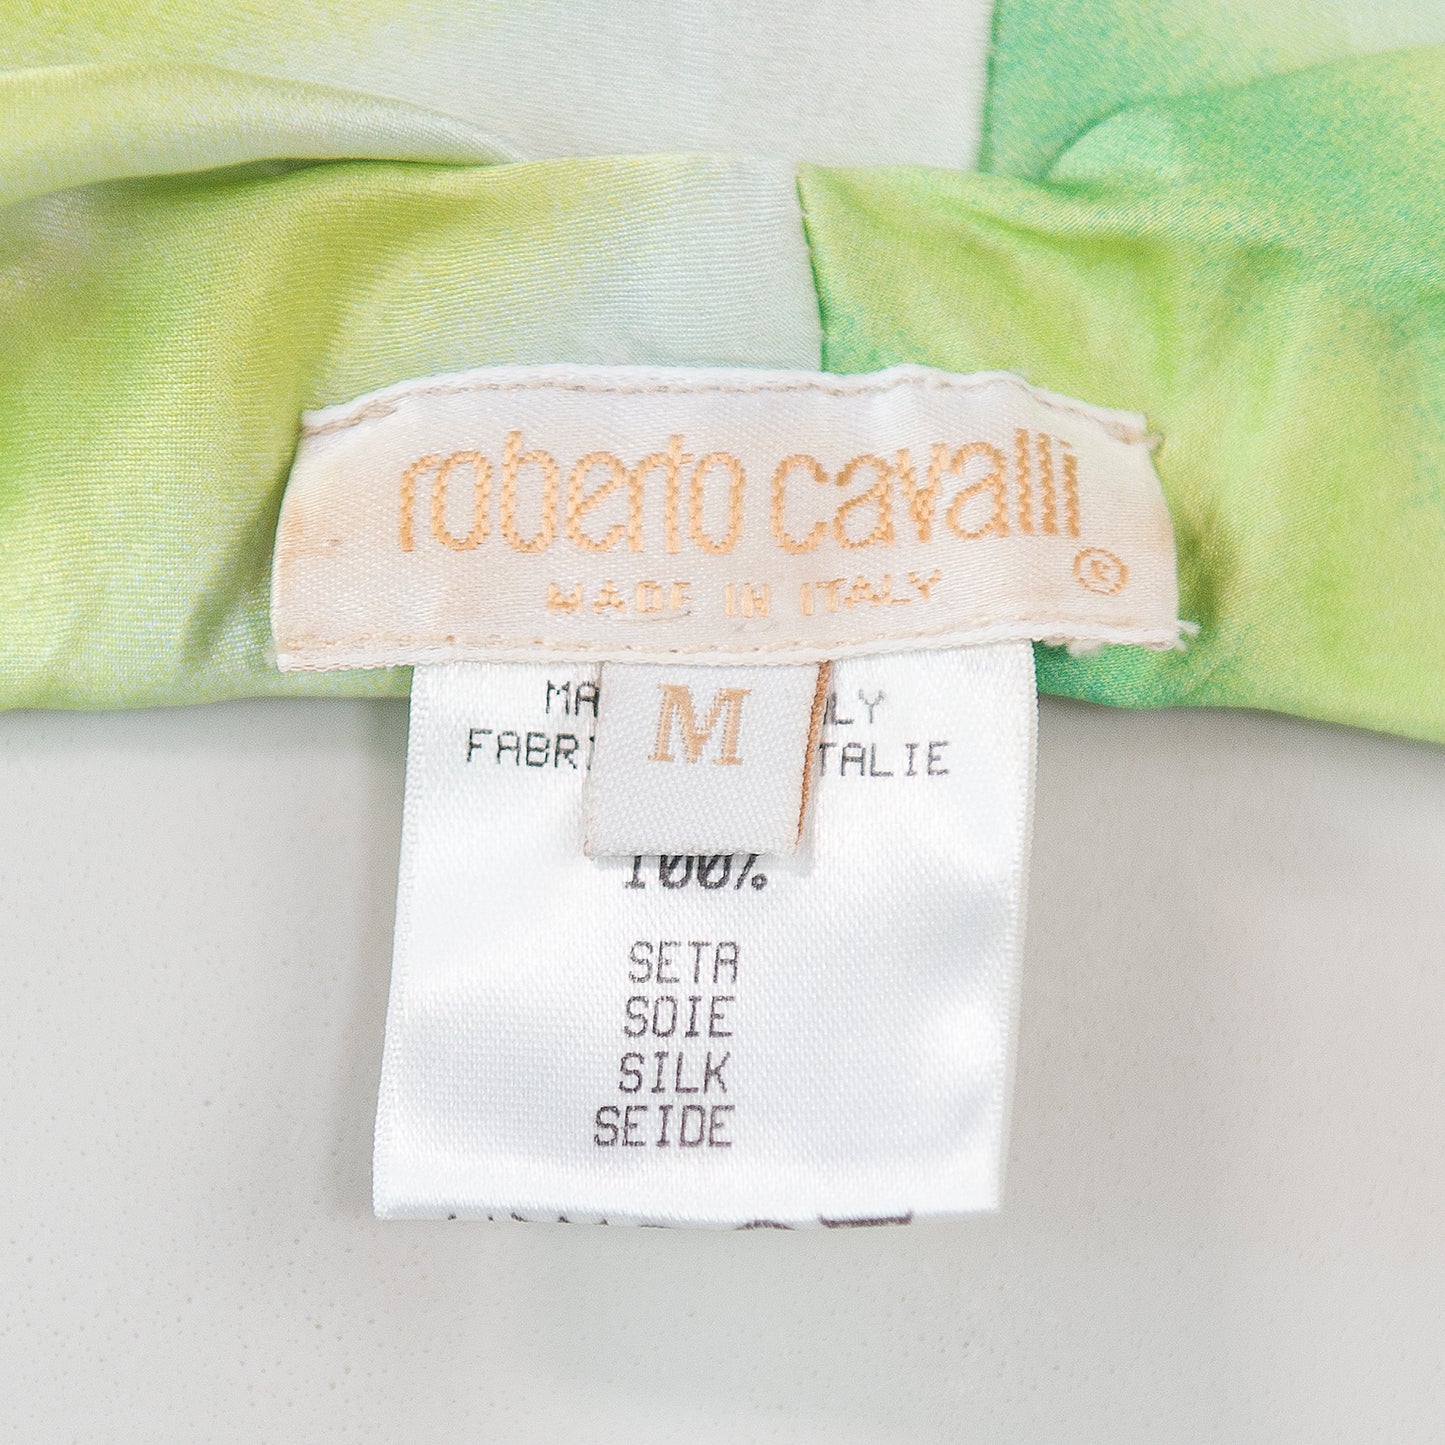 roberto cavalli ®
MADE IN ITALY
M
100%
SETA
SOIE
SILK
SEIDE